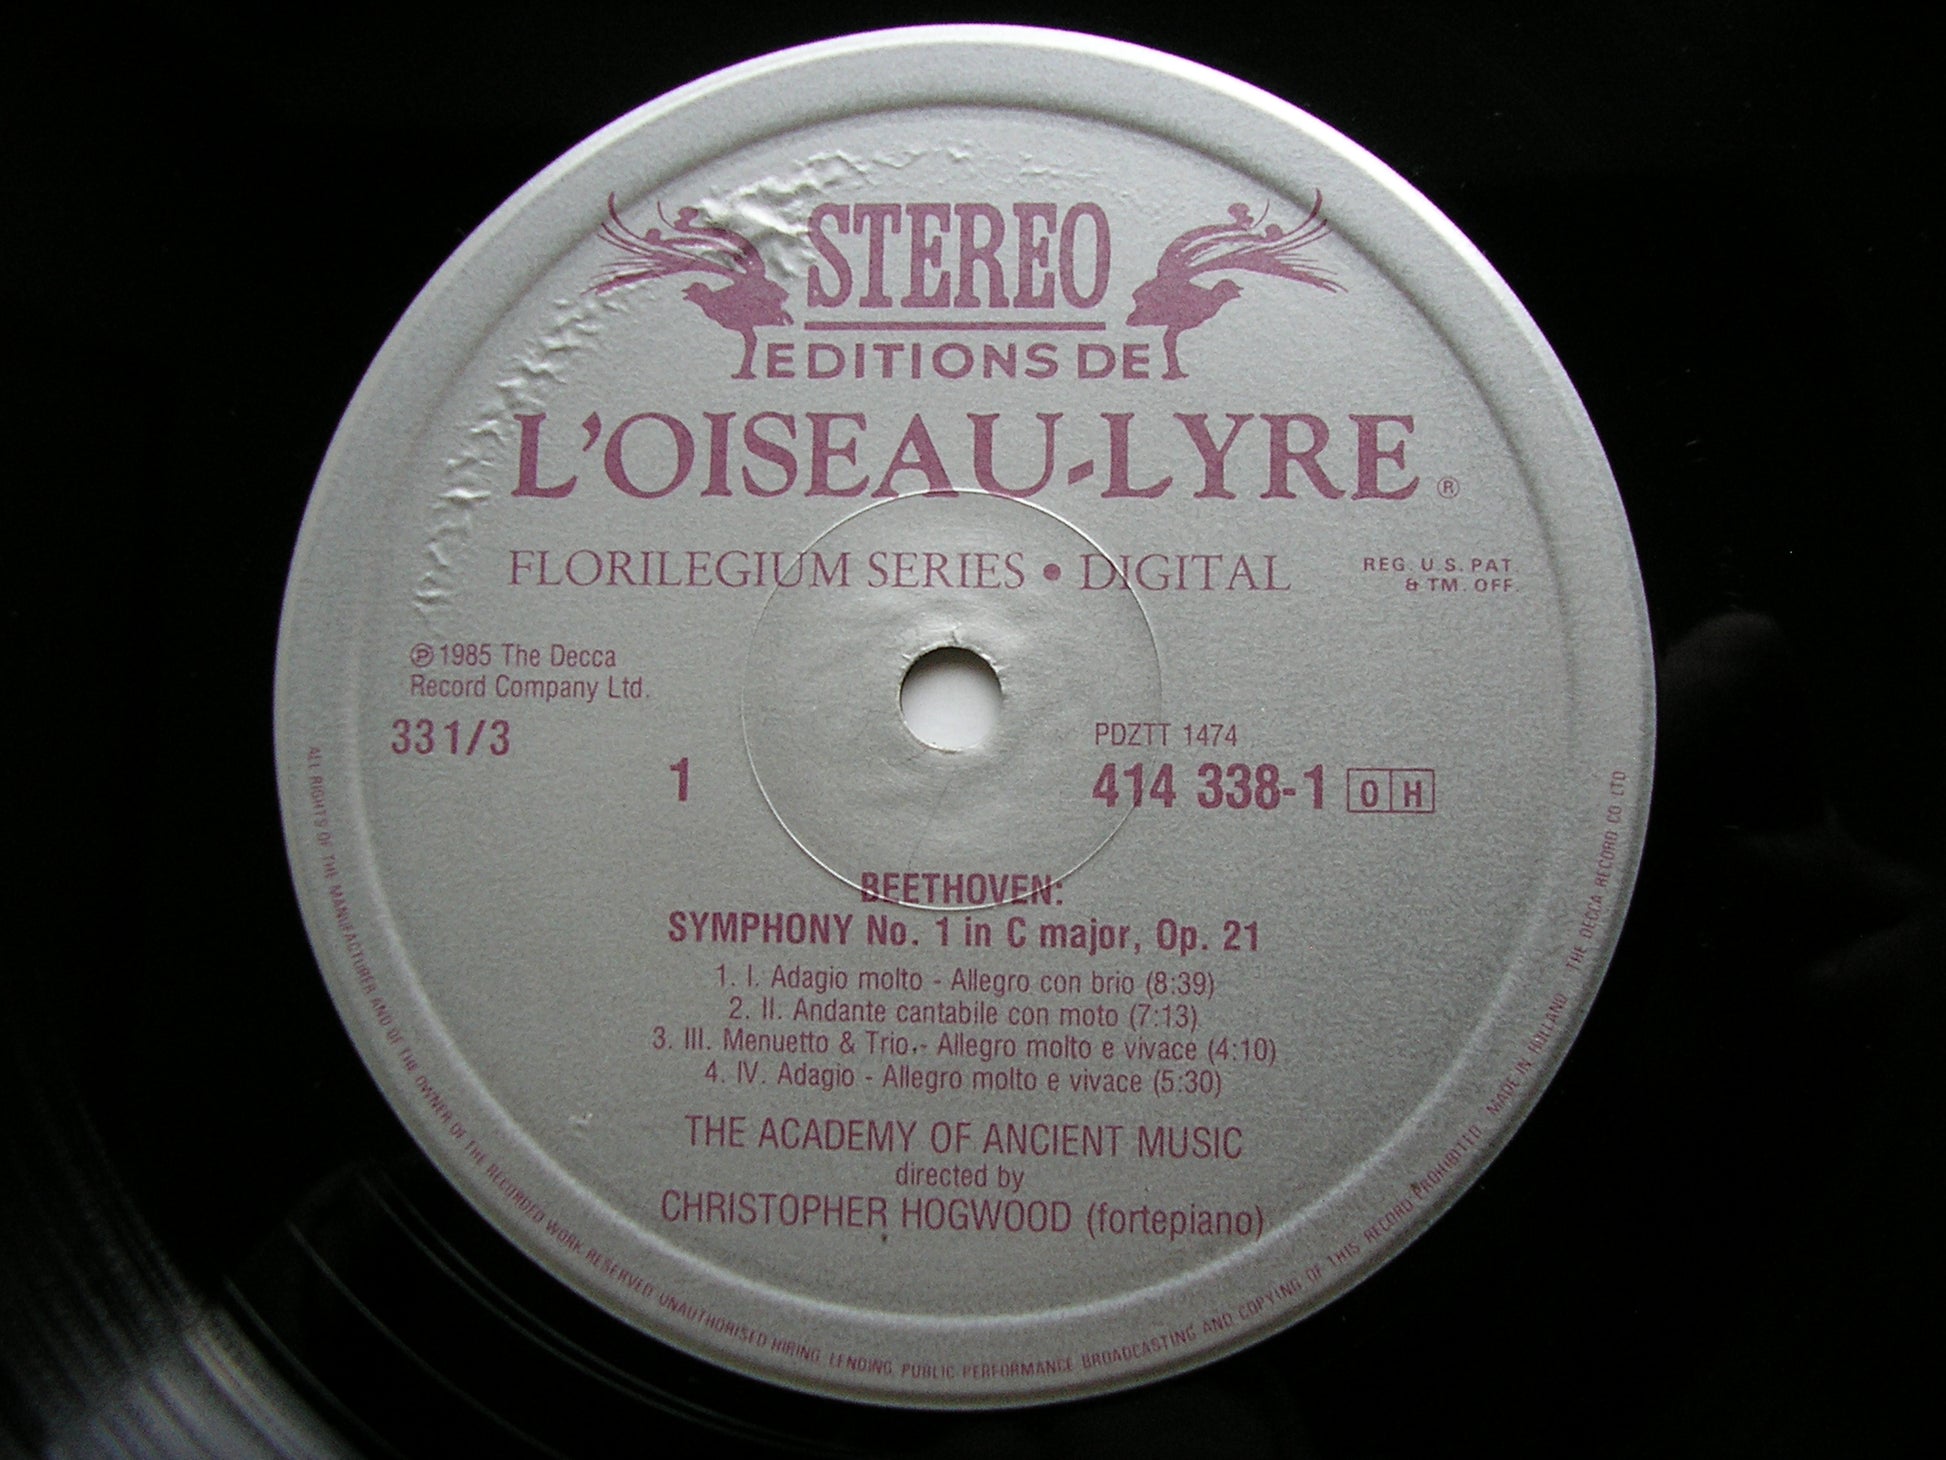 STEREO
EDITIONS DE
L'OISEAU-LYRE ®
FLORILEGIUM SERIES • DIGITAL
REG. U.S. PAT.
& TM. OFF.
℗ 1985 The Decca
Record Company Ltd.
33 1/3
1
PDZTT 1474
414 338-1 0 H
BEETHOVEN:
SYMPHONY No. 1 in C major, Op. 21
1. I. Adagio molto - Allegro con brio (8:39)
2. II. Andante cantabile con moto (7:13)
3. III. Menuetto & Trio.- Allegro molto e vivace (4:10)
4. IV. Adagio - Allegro molto e vivace (5:30)
THE ACADEMY OF ANCIENT MUSIC
directed by
CHRISTOPHER HOGWOOD (fortepiano)
ALL RIGHTS OF THE MANUFACTURER AND OF THE OWNER OF THE RECORDED WORK RESERVED UNAUTHORISED HIRING LENDING PUBLIC PERFORMANCE BROADCASTING AND COPYING OF THIS RECORD PROHIBITED MADE IN HOLLAND THE DECCA RECORD CO LTD